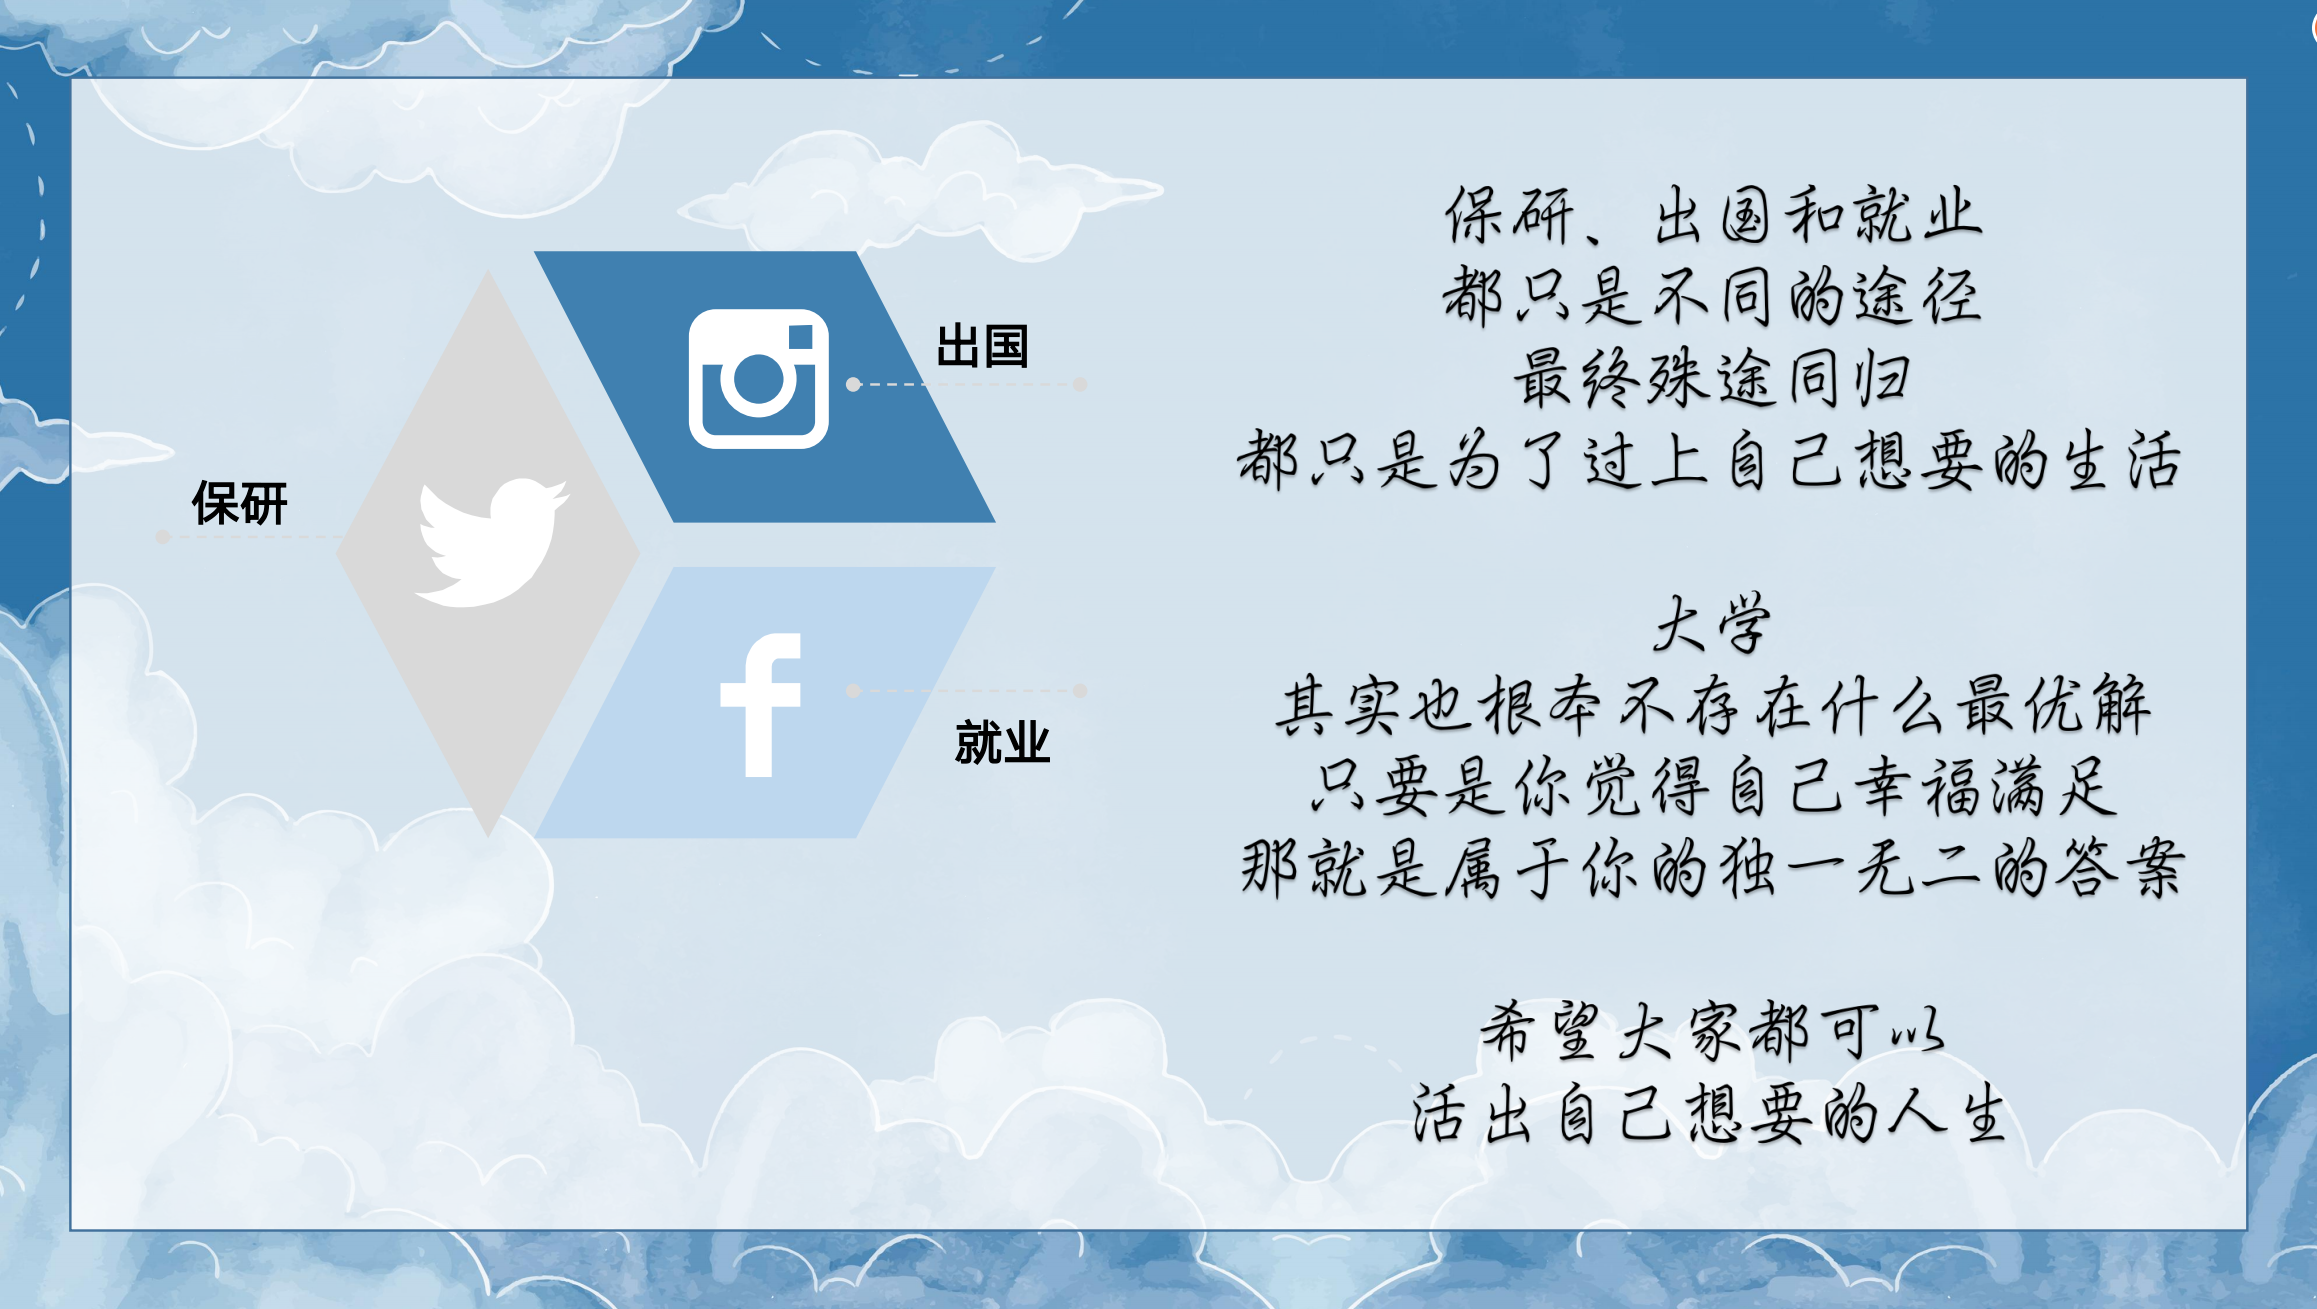 保研
出国
就业
保研、出国和就业
都只是不同的途径
最终殊途同归
都只是为了过上自己想要的生活
大学
其实也根本不存在什么最优解
只要是你觉得自己幸福满足
那就是属于你的独一无二的答案
希望大家都可以
活出自己想要的人生